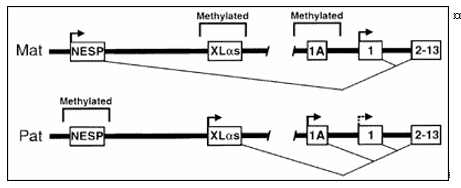 Methylated Methylated
Mat NESP XLαs 1A 1 2-13
Methylated
Pat NESP XLαs 1A 1 2-13